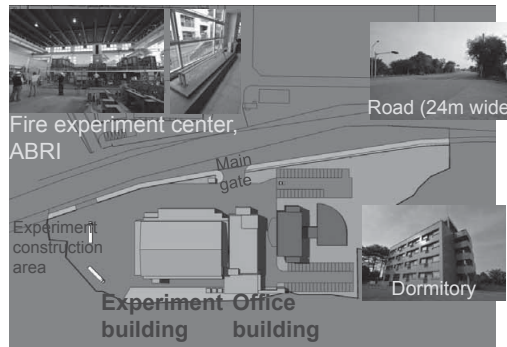 Fire experiment center,
ABRI
Road (24m wide
Main
gate
Experiment
construction
area
Dormitory
Experiment
building
Office
building